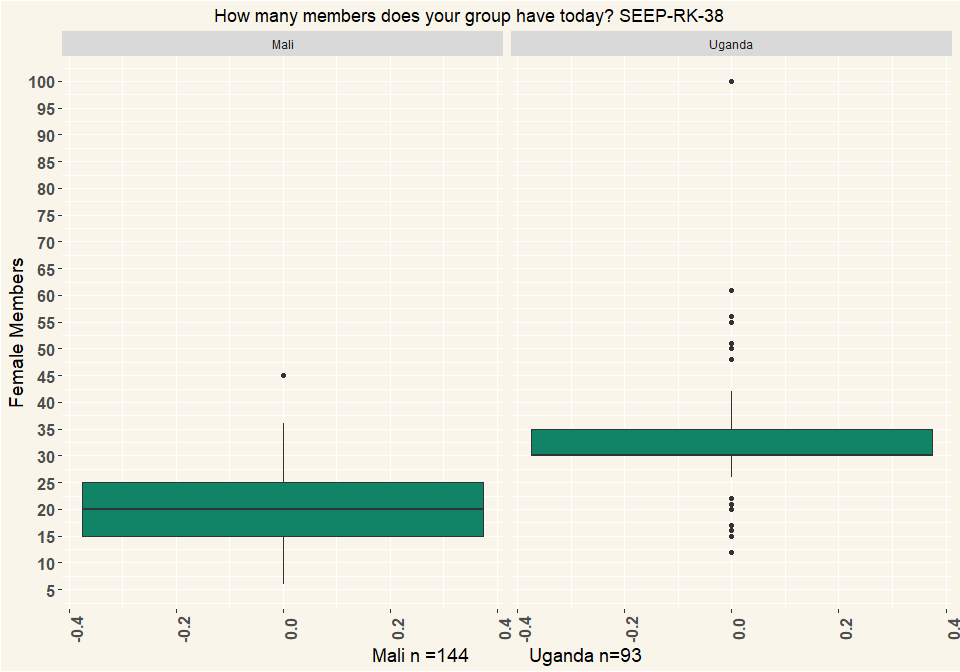 How many members does your group have today? SEEP-RK-38
Mali
Uganda
Female Members
100
95
90
85
80
75
70
65
60
55
50
45
40
35
30
25
20
15
10
5
-0.4 -0.2 0.0 0.2 0.4
-0.4 -0.2 0.0 0.2 0.4
Mali n =144 Uganda n=93